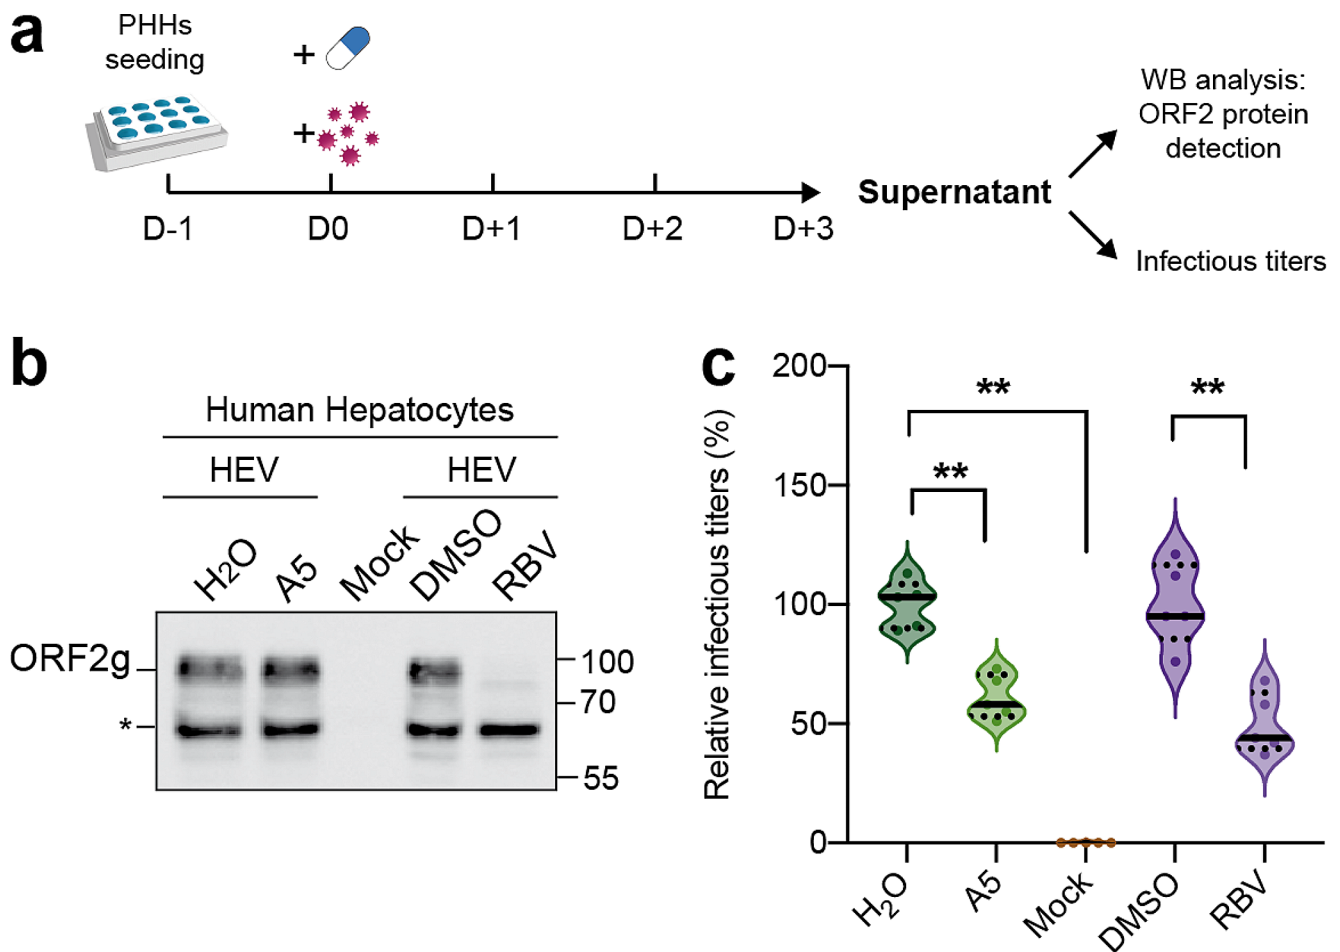 a
PHHs
seeding
+
+
D-1
D0
D+1
D+2
D+3
Supernatant
WB analysis:
ORF2 protein
detection
Infectious titers
b
Human Hepatocytes
HEV
HEV
H2O
A5
Mock
DMSO
RBV
ORF2g
*
100
70
55
c
Relative infectious titers (%)
200
150
100
50
0
**
**
**
H2O
A5
Mock
DMSO
RBV